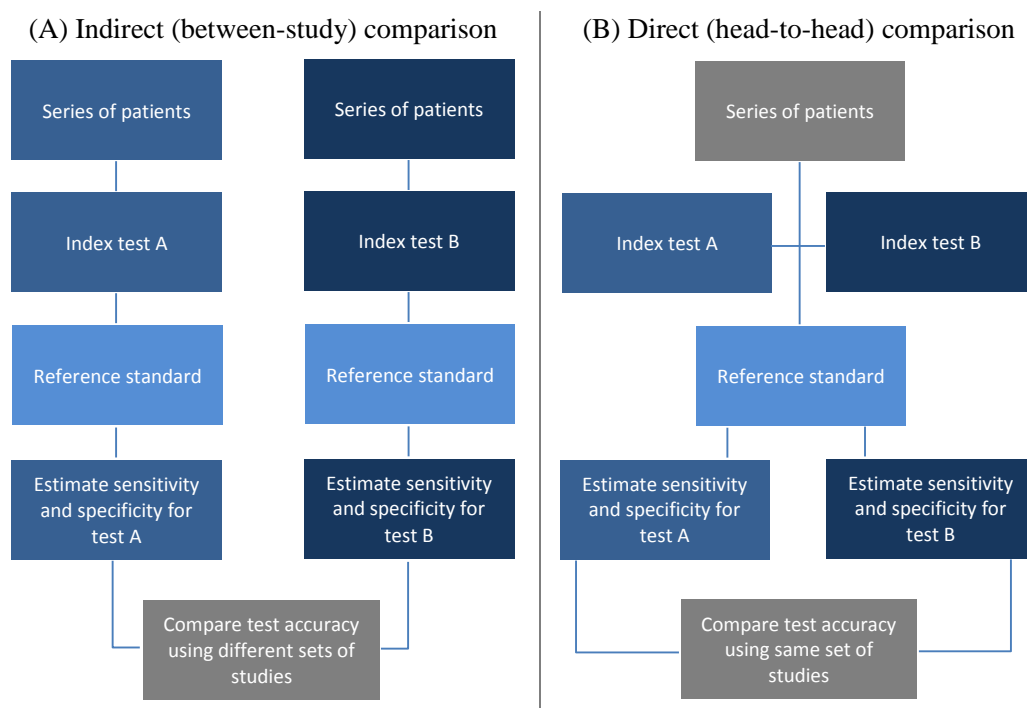 (A) Indirect (between-study) comparison
Series of patients
Series of patients
Index test A
Index test B
Reference standard
Reference standard
Estimate sensitivity
and specificity for
test A
Estimate sensitivity
and specificity for
test B
Compare test accuracy
using different sets of
studies
(B) Direct (head-to-head) comparison
Series of patients
Index test A
Index test B
Reference standard
Estimate sensitivity
and specificity for
test A
Estimate sensitivity
and specificity for
test B
Compare test accuracy
using same set of
studies